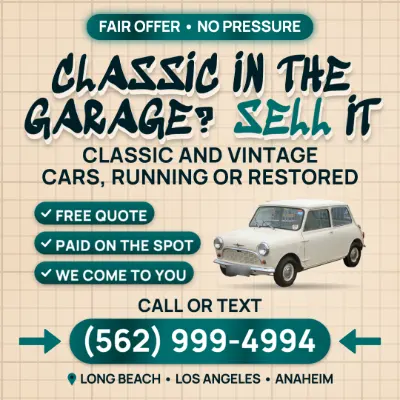 FAIR OFFER • NO PRESSURE
CLASSIC IN THE
GARAGE? SELL IT
CLASSIC AND VINTAGE
CARS, RUNNING OR RESTORED
✓ FREE QUOTE
✓ PAID ON THE SPOT
✓ WE COME TO YOU
CALL OR TEXT
(562) 999-4994
LONG BEACH • LOS ANGELES • ANAHEIM